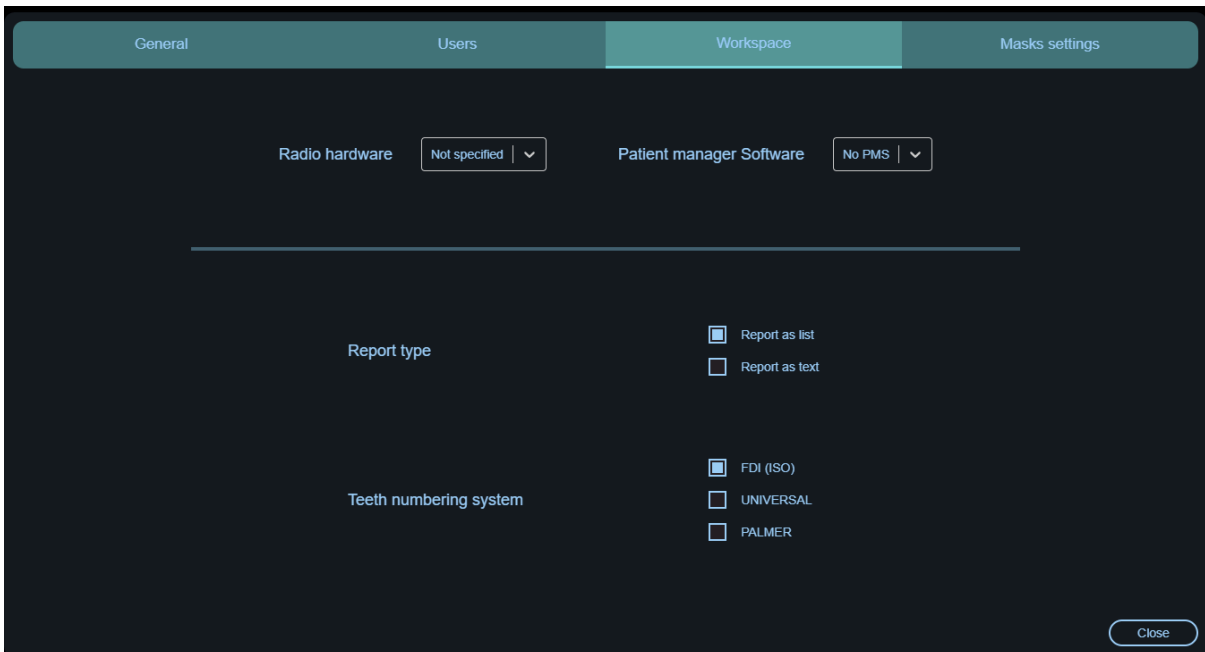 General Users Workspace Masks settings
Radio hardware Not specified Patient manager Software No PMS
Report type
Report as list
Report as text
Teeth numbering system
FDI (ISO)
UNIVERSAL
PALMER
Close